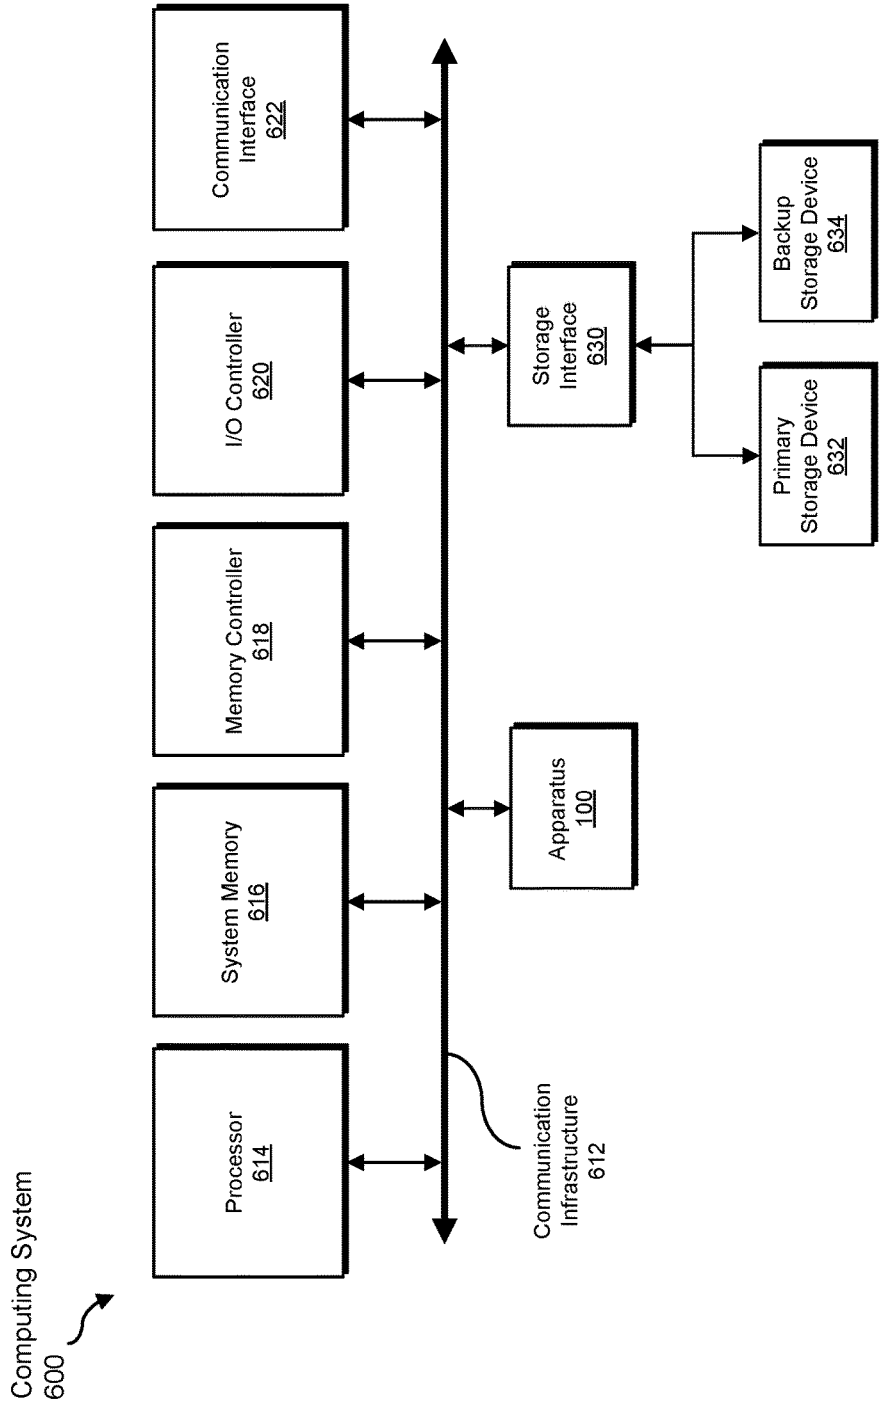 Computing System
600
Processor
614
System Memory
616
Memory Controller
618
I/O Controller
620
Communication
Interface
622
Communication
Infrastructure
612
Apparatus
100
Storage
Interface
630
Primary
Storage Device
632
Backup
Storage Device
634